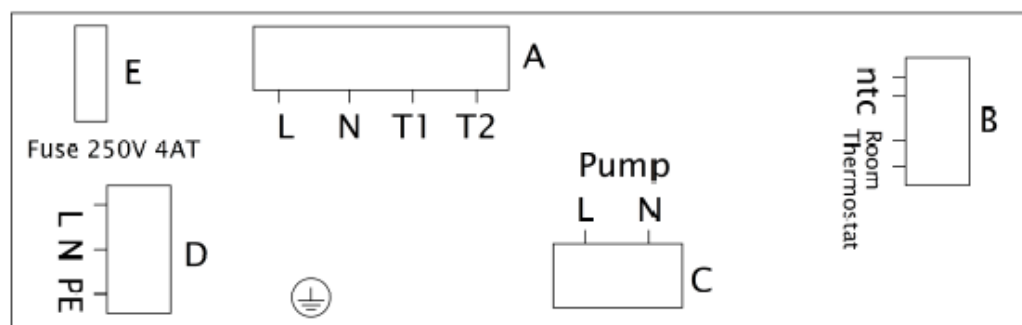 E
Fuse 250V 4AT
A
L N T1 T2
ntc
Room
Thermostat
B
Pump
L N
C
L
N
PE
D